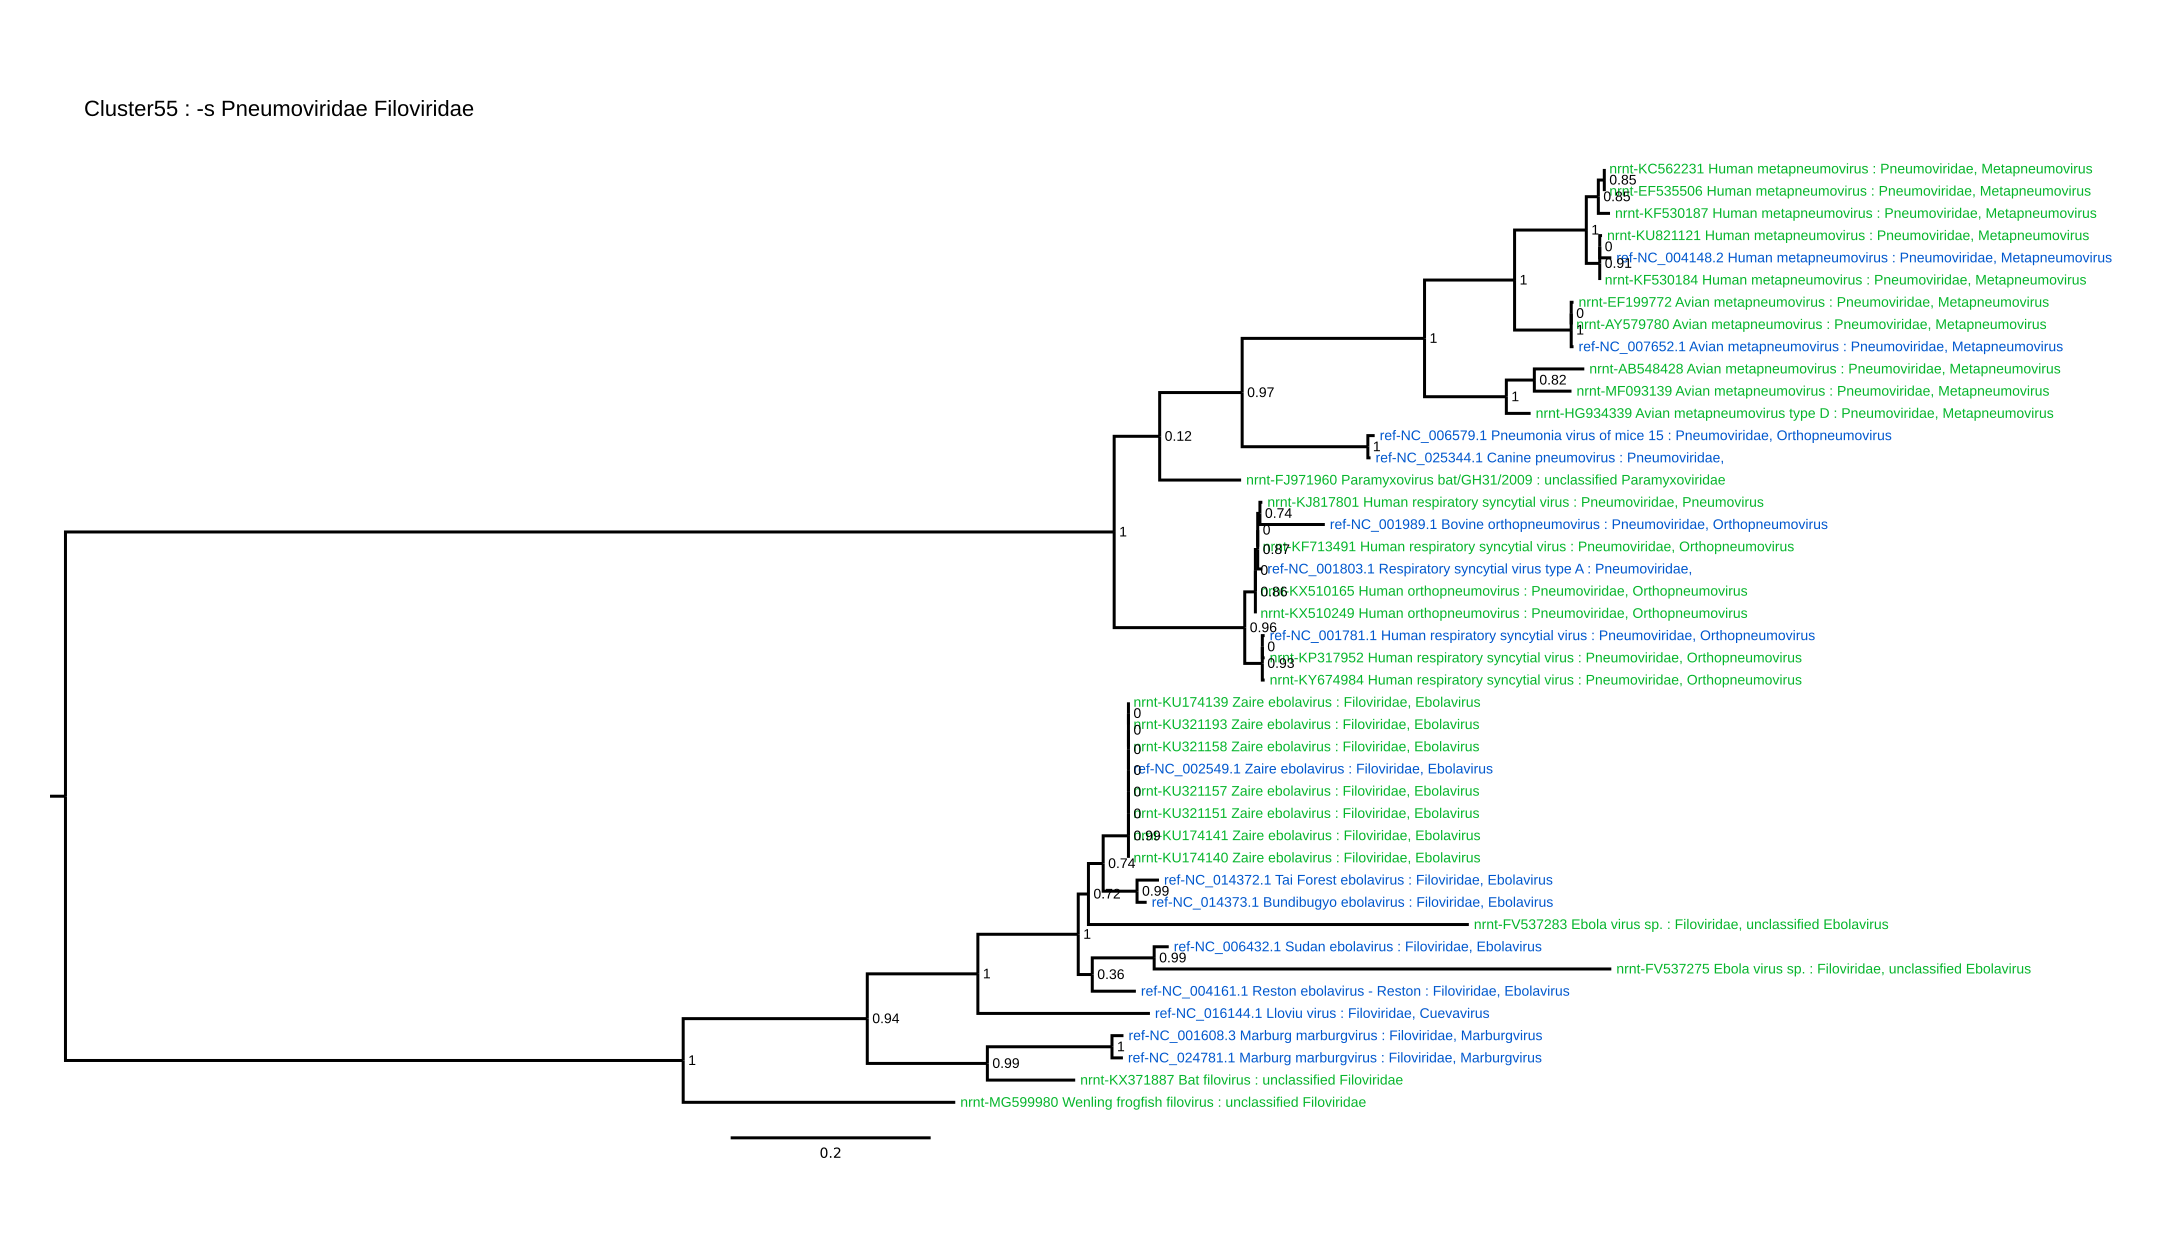 Cluster55 : -s Pneumoviridae Filoviridae
nrnt-KC562231 Human metapneumovirus : Pneumoviridae, Metapneumovirus
0.85
nrnt-EF535506 Human metapneumovirus : Pneumoviridae, Metapneumovirus
0.85
nrnt-KF530187 Human metapneumovirus : Pneumoviridae, Metapneumovirus
1
nrnt-KU821121 Human metapneumovirus : Pneumoviridae, Metapneumovirus
0
ref-NC_004148.2 Human metapneumovirus : Pneumoviridae, Metapneumovirus
0.91
nrnt-KF530184 Human metapneumovirus : Pneumoviridae, Metapneumovirus
1
nrnt-EF199772 Avian metapneumovirus : Pneumoviridae, Metapneumovirus
0
nrnt-AY579780 Avian metapneumovirus : Pneumoviridae, Metapneumovirus
1
1
ref-NC_007652.1 Avian metapneumovirus : Pneumoviridae, Metapneumovirus
nrnt-AB548428 Avian metapneumovirus : Pneumoviridae, Metapneumovirus
0.82
nrnt-MF093139 Avian metapneumovirus : Pneumoviridae, Metapneumovirus
0.97
1
nrnt-HG934339 Avian metapneumovirus type D : Pneumoviridae, Metapneumovirus
0.12
ref-NC_006579.1 Pneumonia virus of mice 15 : Pneumoviridae, Orthopneumovirus
1
ref-NC_025344.1 Canine pneumovirus : Pneumoviridae,
nrnt-FJ971960 Paramyxovirus bat/GH31/2009 : unclassified Paramyxoviridae
nrnt-KJ817801 Human respiratory syncytial virus : Pneumoviridae, Pneumovirus
0.74
ref-NC_001989.1 Bovine orthopneumovirus : Pneumoviridae, Orthopneumovirus
1
0
nrnt-KF713491 Human respiratory syncytial virus : Pneumoviridae, Orthopneumovirus
0.87
ref-NC_001803.1 Respiratory syncytial virus type A : Pneumoviridae,
0
nrnt-KX510165 Human orthopneumovirus : Pneumoviridae, Orthopneumovirus
0.86
nrnt-KX510249 Human orthopneumovirus : Pneumoviridae, Orthopneumovirus
0.96
ref-NC_001781.1 Human respiratory syncytial virus : Pneumoviridae, Orthopneumovirus
0
nrnt-KP317952 Human respiratory syncytial virus : Pneumoviridae, Orthopneumovirus
0.93
nrnt-KY674984 Human respiratory syncytial virus : Pneumoviridae, Orthopneumovirus
nrnt-KU174139 Zaire ebolavirus : Filoviridae, Ebolavirus
0
nrnt-KU321193 Zaire ebolavirus : Filoviridae, Ebolavirus
0
nrnt-KU321158 Zaire ebolavirus : Filoviridae, Ebolavirus
0
ref-NC_002549.1 Zaire ebolavirus : Filoviridae, Ebolavirus
0
nrnt-KU321157 Zaire ebolavirus : Filoviridae, Ebolavirus
0
nrnt-KU321151 Zaire ebolavirus : Filoviridae, Ebolavirus
0
nrnt-KU174141 Zaire ebolavirus : Filoviridae, Ebolavirus
0.99
nrnt-KU174140 Zaire ebolavirus : Filoviridae, Ebolavirus
0.74
ref-NC_014372.1 Tai Forest ebolavirus : Filoviridae, Ebolavirus
0.99
0.72
ref-NC_014373.1 Bundibugyo ebolavirus : Filoviridae, Ebolavirus
nrnt-FV537283 Ebola virus sp. : Filoviridae, unclassified Ebolavirus
1
ref-NC_006432.1 Sudan ebolavirus : Filoviridae, Ebolavirus
0.99
nrnt-FV537275 Ebola virus sp. : Filoviridae, unclassified Ebolavirus
1
0.36
ref-NC_004161.1 Reston ebolavirus - Reston : Filoviridae, Ebolavirus
ref-NC_016144.1 Lloviu virus : Filoviridae, Cuevavirus
0.94
ref-NC_001608.3 Marburg marburgvirus : Filoviridae, Marburgvirus
1
ref-NC_024781.1 Marburg marburgvirus : Filoviridae, Marburgvirus
1
0.99
nrnt-KX371887 Bat filovirus : unclassified Filoviridae
nrnt-MG599980 Wenling frogfish filovirus : unclassified Filoviridae
0.2